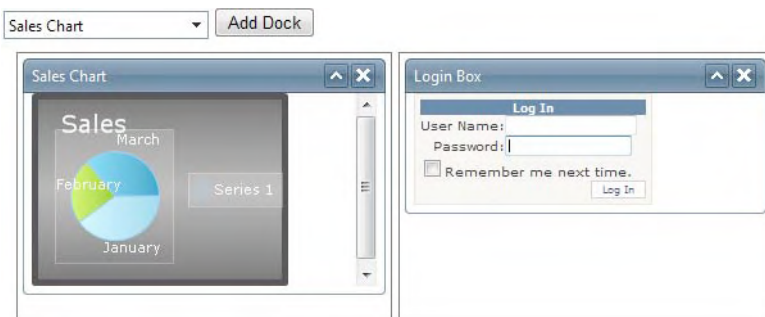 Sales Chart Add Dock
Sales Chart
Sales
March
February
Series 1
January
Login Box
Log In
User Name:
Password:
Remember me next time.
Log In